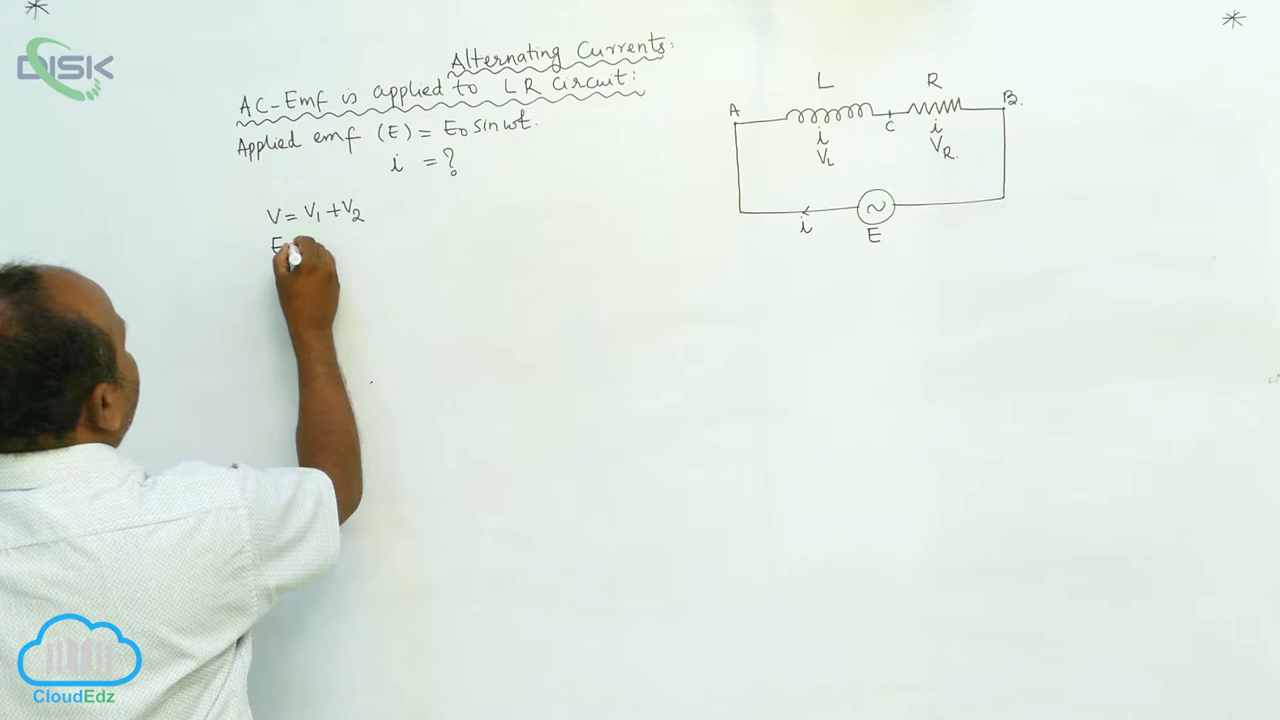 *
*
DISK
Alternating Currents:
AC-Emf is applied to LR Circuit:
Applied emf (E) = E₀ sin ωt.
i = ?
V = V₁ + V₂
E
L
R
A
B.
C
i
i
V_L
V_R.
i
E
CloudEdz